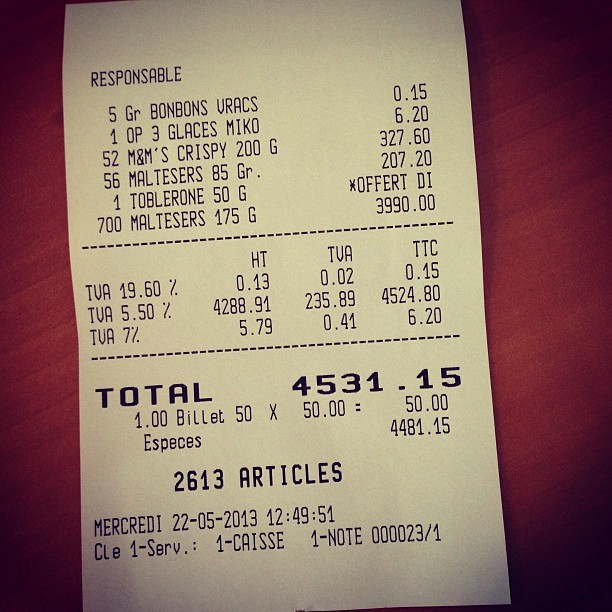 RESPONSABLE
5 Gr BONBONS VRACS 0.15
1 OP 3 GLACES MIKO 6.20
52 M&M'S CRISPY 200 G 327.60
56 MALTESERS 85 Gr. 207.20
1 TOBLERONE 50 G *OFFERT DI
700 MALTESERS 175 G 3990.00
HT TVA TTC
TVA 19.60 % 0.13 0.02 0.15
TVA 5.50 % 4288.91 235.89 4524.80
TVA 7% 5.79 0.41 6.20
TOTAL 4531.15
1.00 Billet 50 X 50.00 = 50.00
Especes 4481.15
2613 ARTICLES
MERCREDI 22-05-2013 12:49:51
Cle 1-Serv.: 1-CAISSE 1-NOTE 000023/1